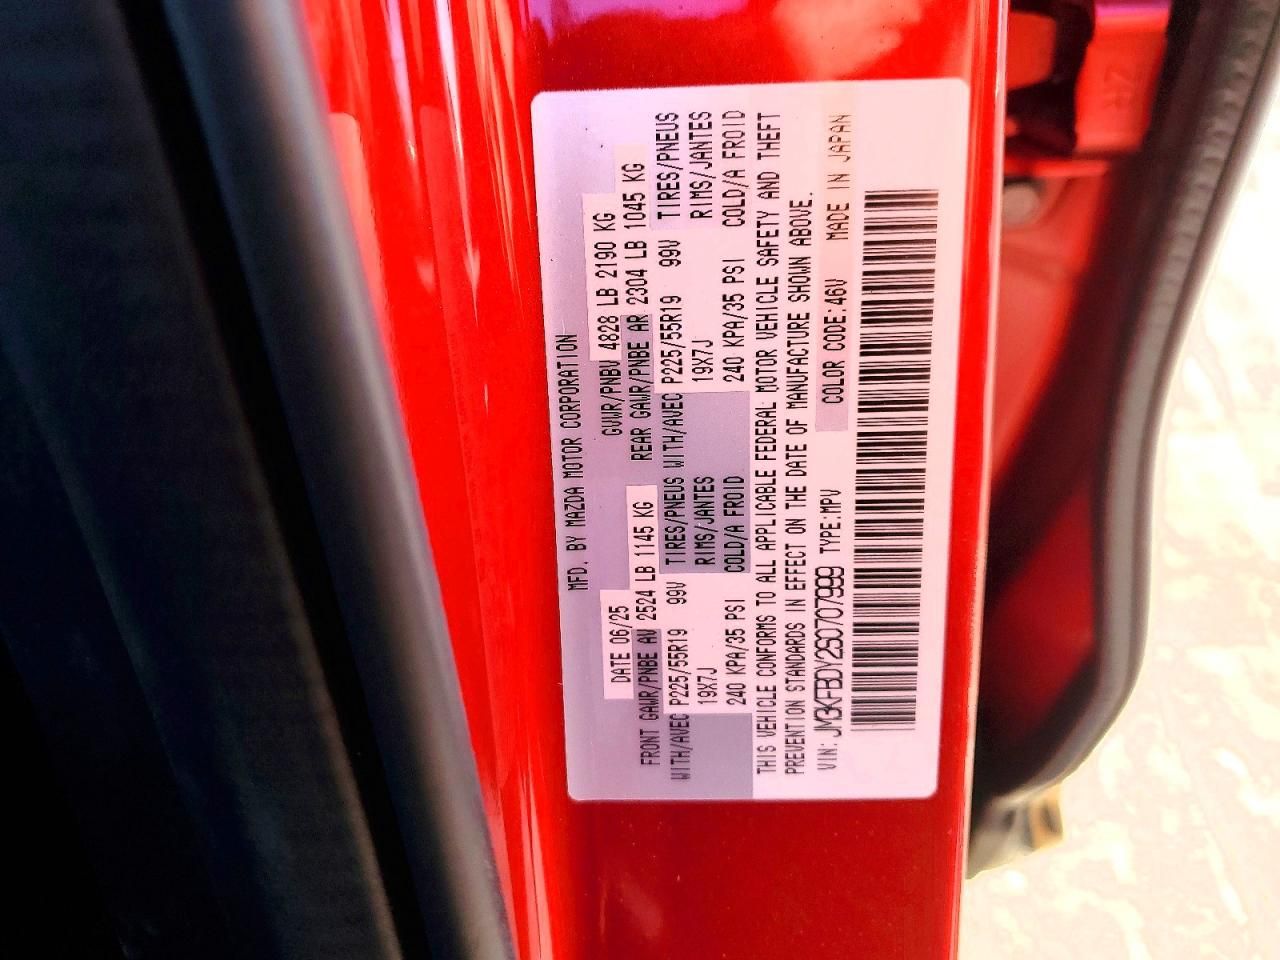 MFD. BY MAZDA MOTOR CORPORATION
DATE 06/25 GVWR/PNBV 4828 LB 2190 KG
FRONT GAWR/PNBE AV 2524 LB 1145 KG REAR GAWR/PNBE AR 2304 LB 1045 KG
WITH/AVEC P225/55R19 99V TIRES/PNEUS WITH/AVEC P225/55R19 99V TIRES/PNEUS
19X7J RIMS/JANTES 19X7J RIMS/JANTES
240 KPA/35 PSI COLD/A FROID 240 KPA/35 PSI COLD/A FROID
THIS VEHICLE CONFORMS TO ALL APPLICABLE FEDERAL MOTOR VEHICLE SAFETY AND THEFT
PREVENTION STANDARDS IN EFFECT ON THE DATE OF MANUFACTURE SHOWN ABOVE.
VIN: JM3KFBDY2S0707999 TYPE:MPV COLOR CODE:46V MADE IN JAPAN